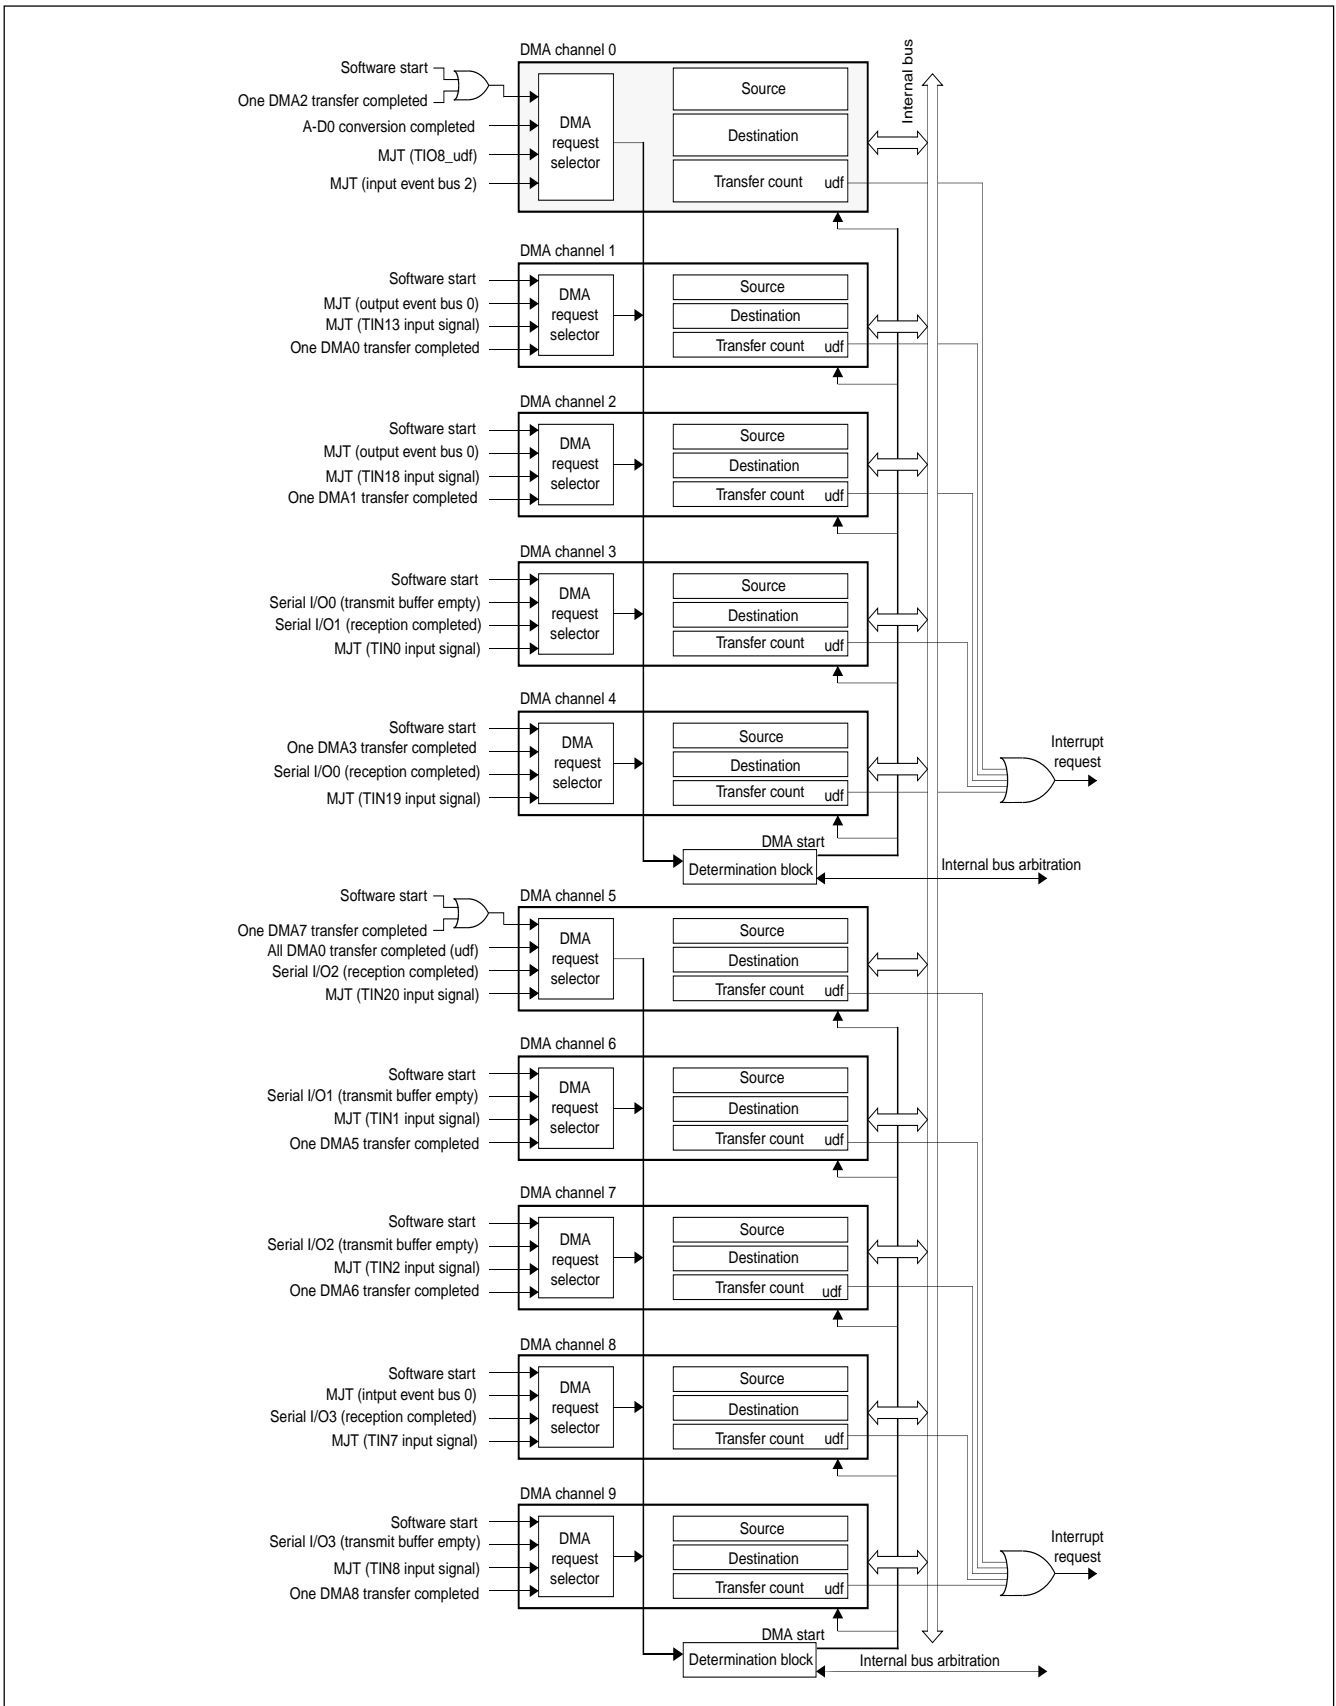 DMA channel 0
Internal bus
Software start
One DMA2 transfer completed
A-D0 conversion completed
MJT (TIO8_udf)
MJT (input event bus 2)
DMA
request
selector
Source
Destination
Transfer count udf
DMA channel 1
Software start
MJT (output event bus 0)
MJT (TIN13 input signal)
One DMA0 transfer completed
DMA
request
selector
Source
Destination
Transfer count udf
DMA channel 2
Software start
MJT (output event bus 0)
MJT (TIN18 input signal)
One DMA1 transfer completed
DMA
request
selector
Source
Destination
Transfer count udf
DMA channel 3
Software start
Serial I/O0 (transmit buffer empty)
Serial I/O1 (reception completed)
MJT (TIN0 input signal)
DMA
request
selector
Source
Destination
Transfer count udf
DMA channel 4
Software start
One DMA3 transfer completed
Serial I/O0 (reception completed)
MJT (TIN19 input signal)
DMA
request
selector
Source
Destination
Transfer count udf
Interrupt
request
DMA start
Determination block
Internal bus arbitration
DMA channel 5
Software start
One DMA7 transfer completed
All DMA0 transfer completed (udf)
Serial I/O2 (reception completed)
MJT (TIN20 input signal)
DMA
request
selector
Source
Destination
Transfer count udf
DMA channel 6
Software start
Serial I/O1 (transmit buffer empty)
MJT (TIN1 input signal)
One DMA5 transfer completed
DMA
request
selector
Source
Destination
Transfer count udf
DMA channel 7
Software start
Serial I/O2 (transmit buffer empty)
MJT (TIN2 input signal)
One DMA6 transfer completed
DMA
request
selector
Source
Destination
Transfer count udf
DMA channel 8
Software start
MJT (intput event bus 0)
Serial I/O3 (reception completed)
MJT (TIN7 input signal)
DMA
request
selector
Source
Destination
Transfer count udf
DMA channel 9
Software start
Serial I/O3 (transmit buffer empty)
MJT (TIN8 input signal)
One DMA8 transfer completed
DMA
request
selector
Source
Destination
Transfer count udf
Interrupt
request
DMA start
Determination block
Internal bus arbitration